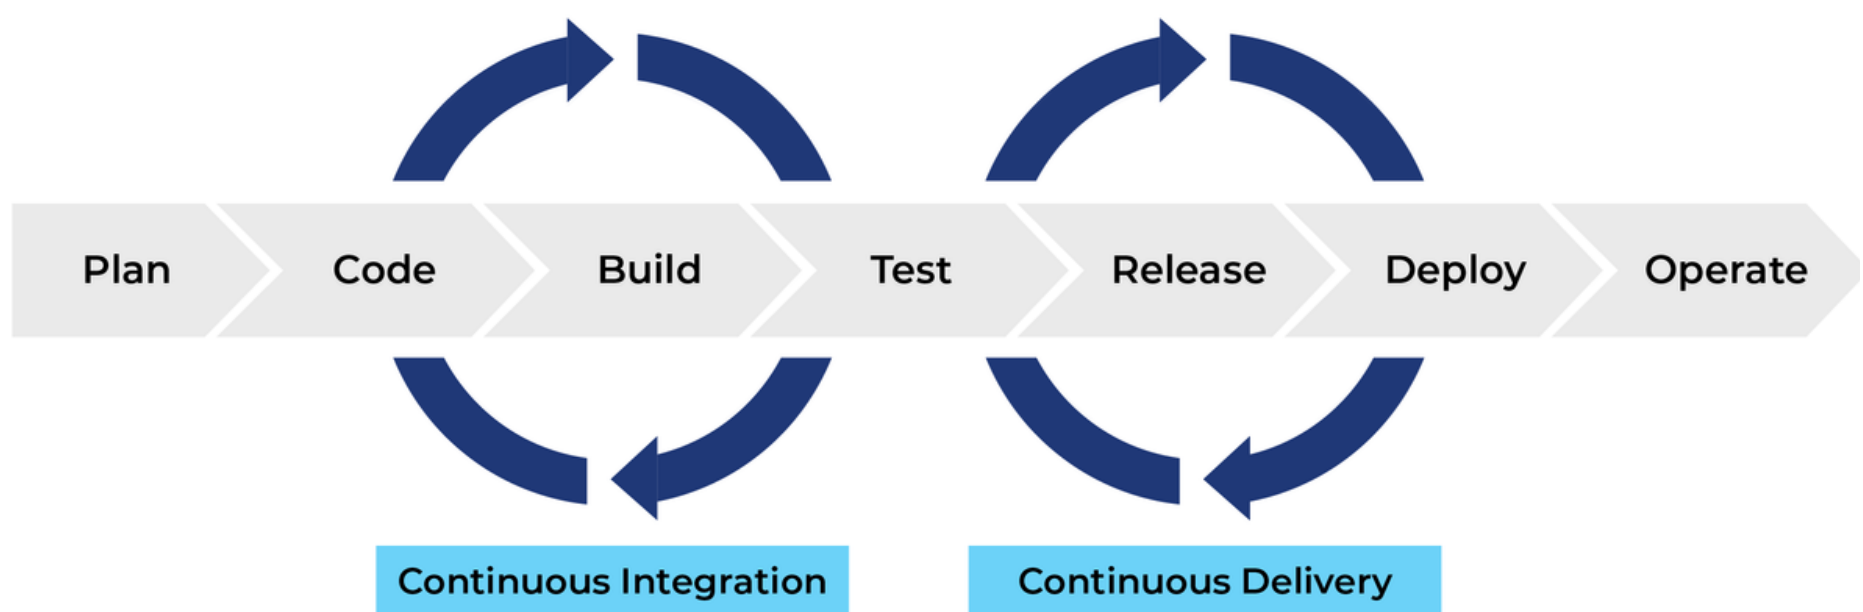 Plan
Code
Build
Test
Release
Deploy
Operate
Continuous Integration
Continuous Delivery